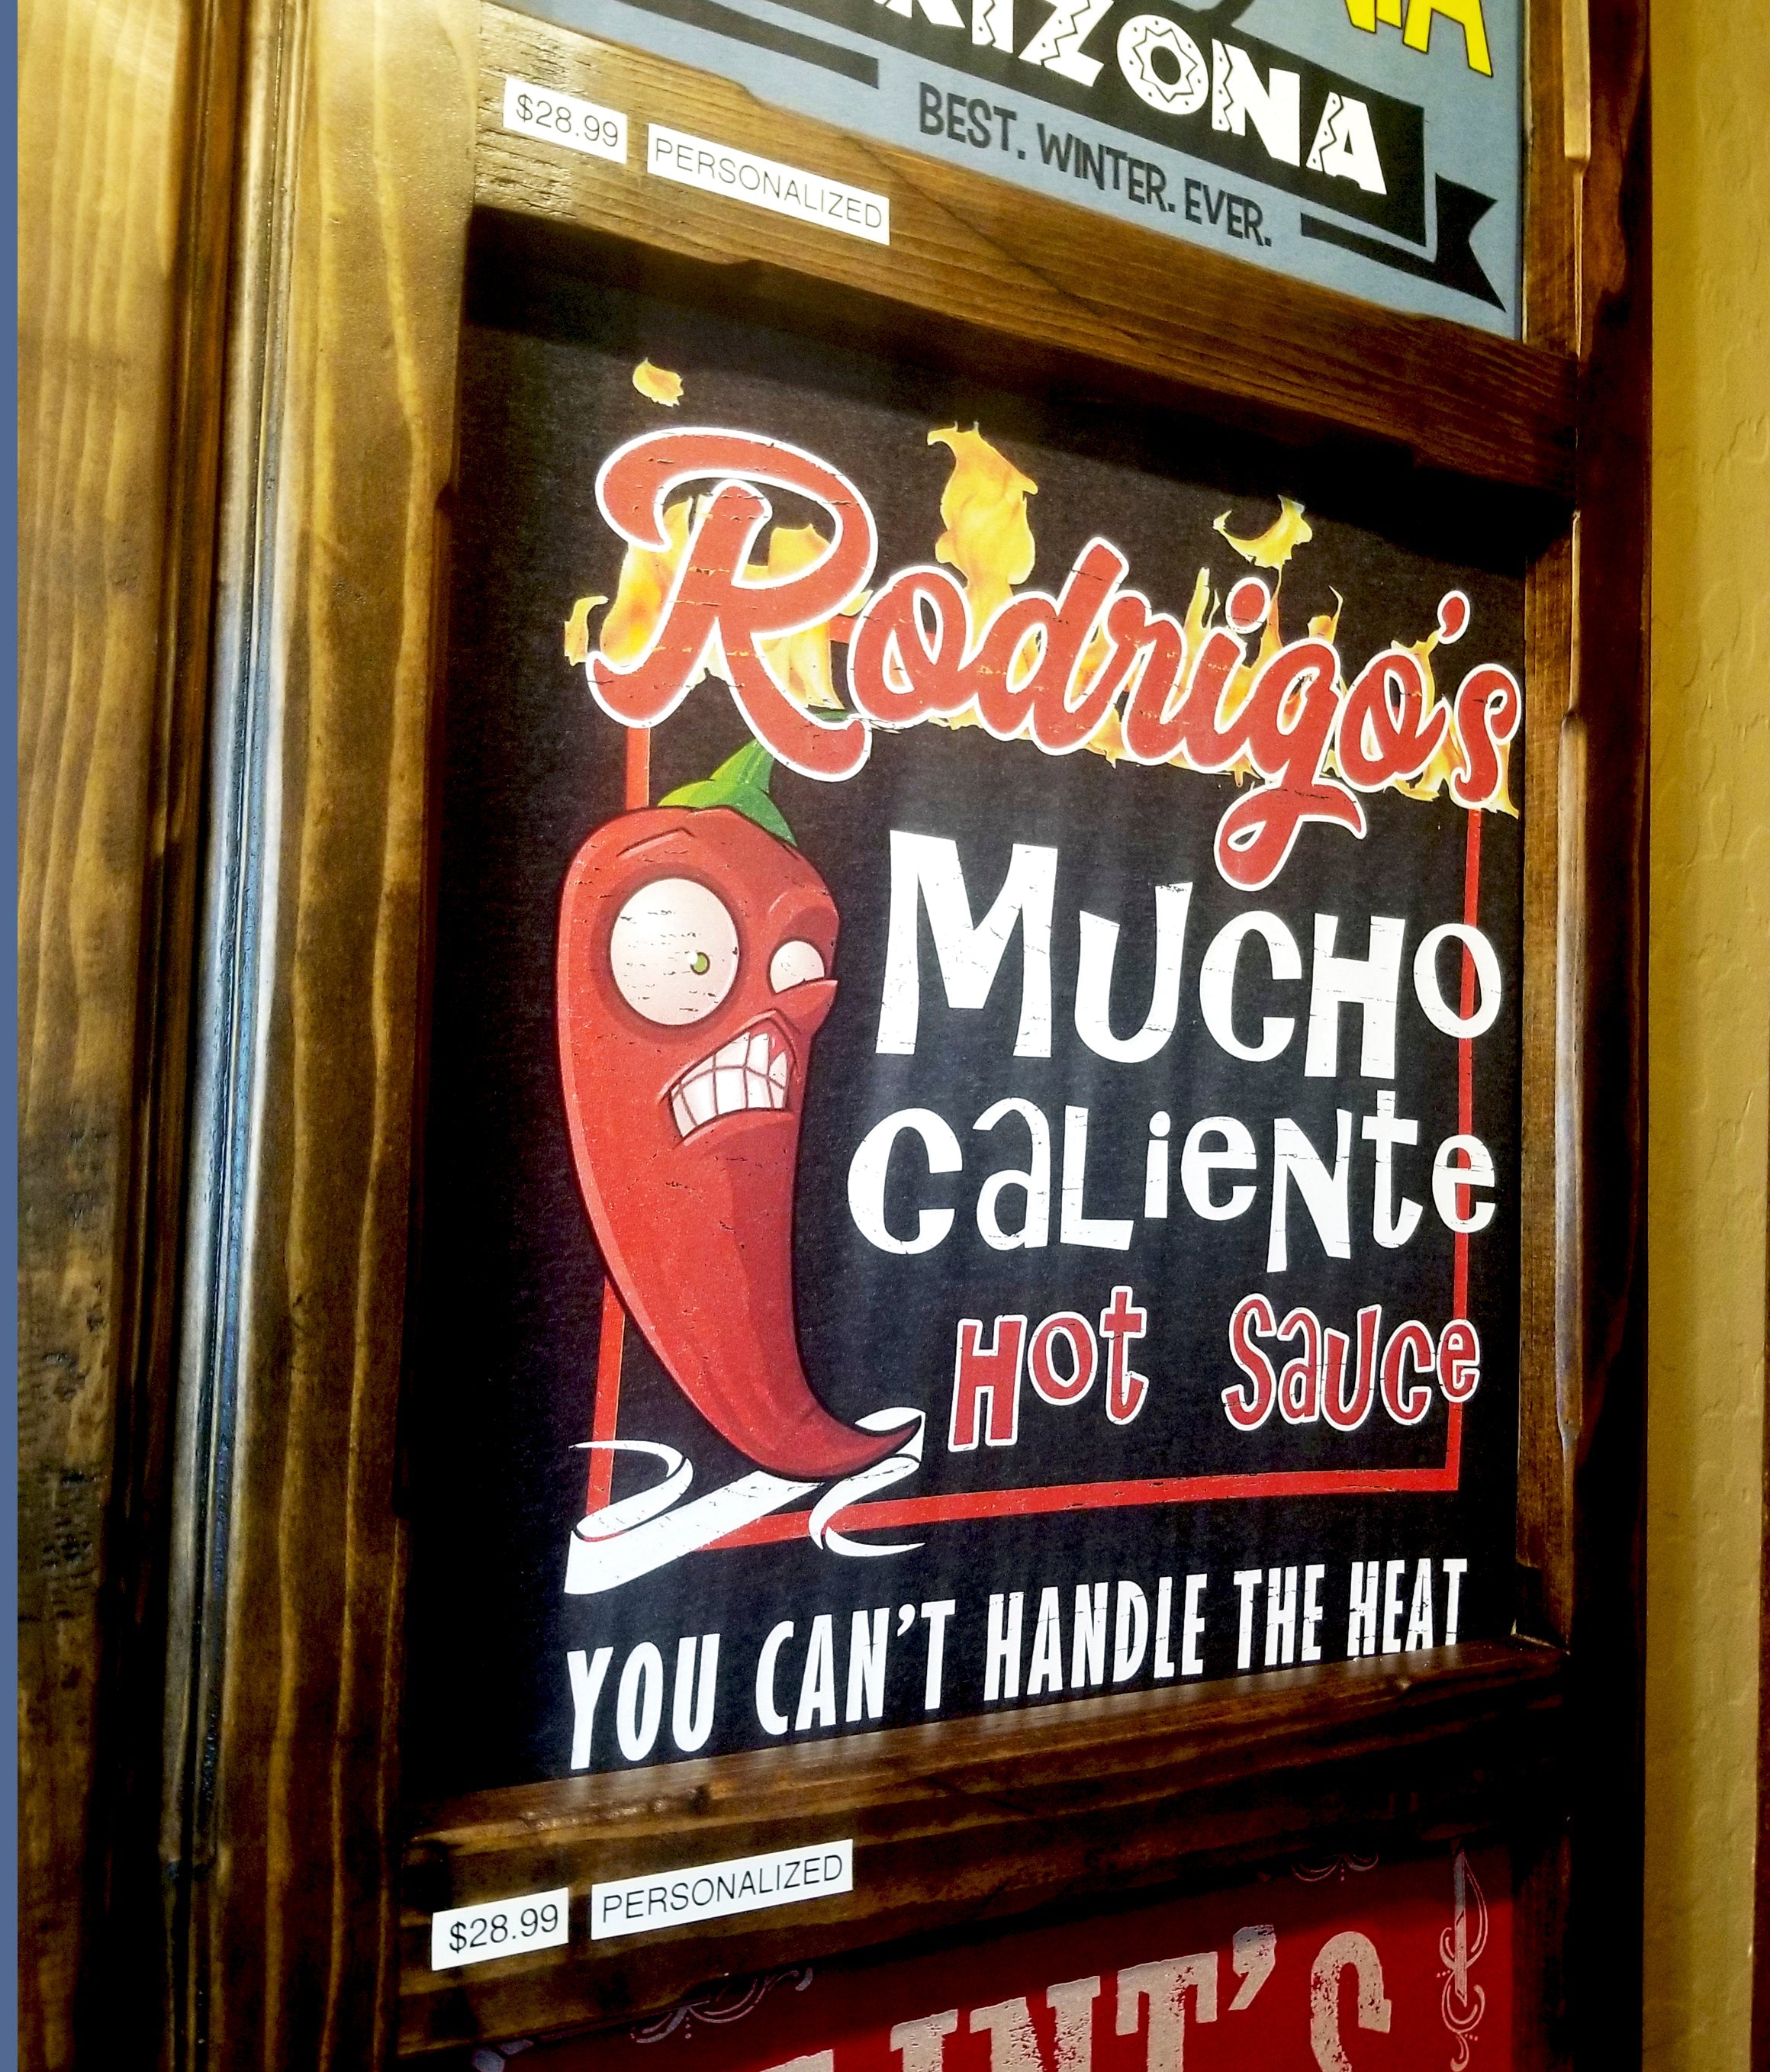 ARIZONA
BEST. WINTER. EVER.
$28.99 PERSONALIZED
Rodrigo's
MUCHO
CaLieNte
Hot Sauce
YOU CAN'T HANDLE THE HEAT
$28.99 PERSONALIZED